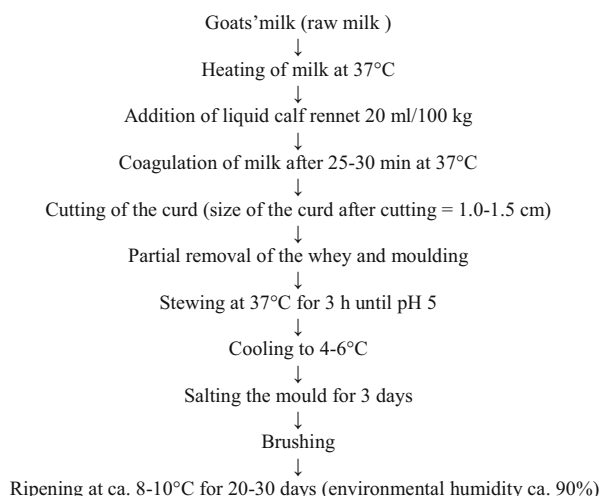 Goats’milk (raw milk )
↓
Heating of milk at 37°C
↓
Addition of liquid calf rennet 20 ml/100 kg
↓
Coagulation of milk after 25-30 min at 37°C
↓
Cutting of the curd (size of the curd after cutting = 1.0-1.5 cm)
↓
Partial removal of the whey and moulding
↓
Stewing at 37°C for 3 h until pH 5
↓
Cooling to 4-6°C
↓
Salting the mould for 3 days
↓
Brushing
↓
Ripening at ca. 8-10°C for 20-30 days (environmental humidity ca. 90%)